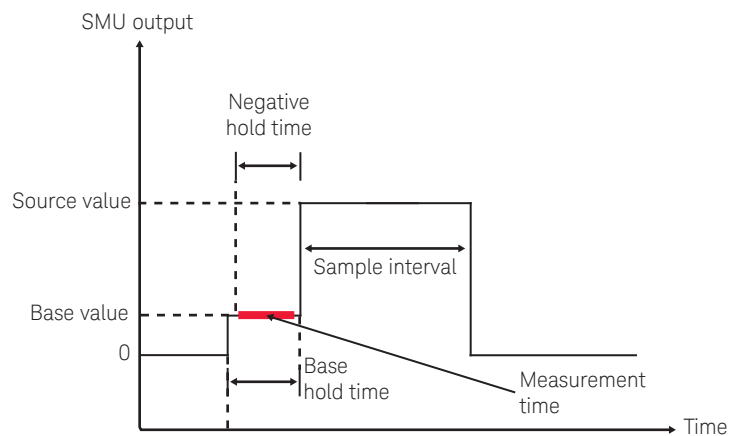 SMU output
Negative
hold time
Source value
Sample interval
Base value
0
Base
hold time
Measurement
time
Time